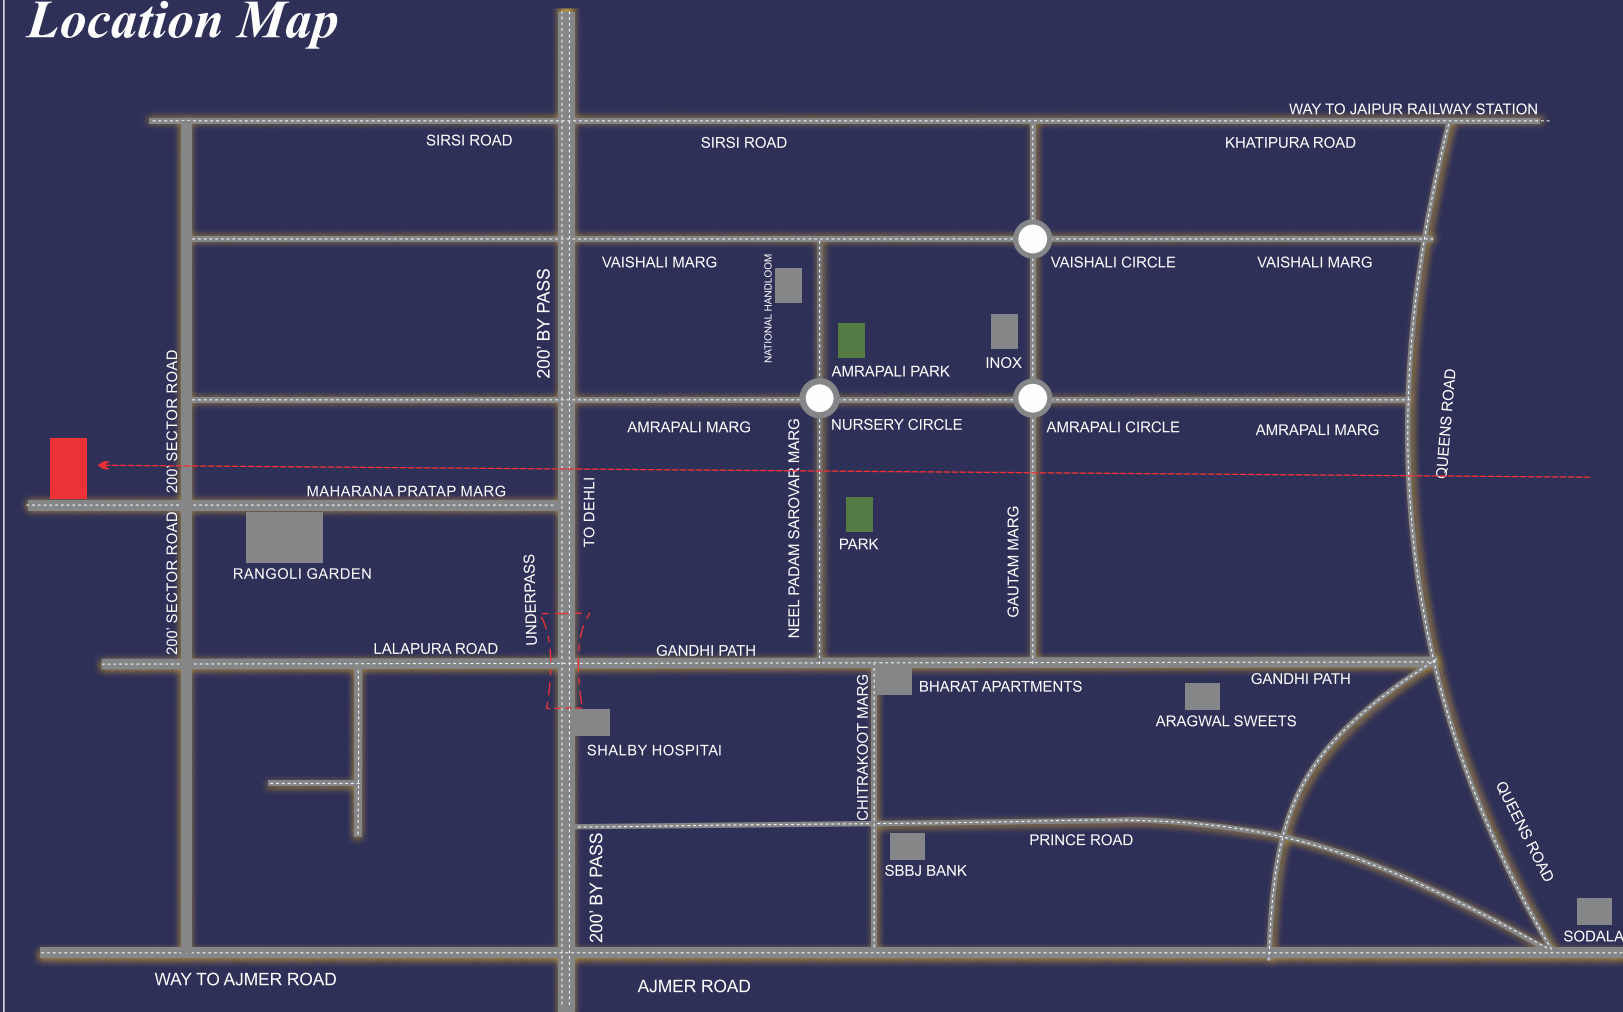 Location Map
WAY TO JAIPUR RAILWAY STATION
SIRSI ROAD
SIRSI ROAD
KHATIPURA ROAD
VAISHALI MARG
NATIONAL HANDLOOM
VAISHALI CIRCLE
VAISHALI MARG
200' BY PASS
INOX
AMRAPALI PARK
200' SECTOR ROAD
QUEENS ROAD
AMRAPALI MARG
NURSERY CIRCLE
AMRAPALI CIRCLE
AMRAPALI MARG
MAHARANA PRATAP MARG
TO DEHLI
NEEL PADAM SAROVAR MARG
GAUTAM MARG
PARK
RANGOLI GARDEN
200' SECTOR ROAD
UNDERPASS
LALAPURA ROAD
GANDHI PATH
GANDHI PATH
BHARAT APARTMENTS
CHITRAKOOT MARG
ARAGWAL SWEETS
SHALBY HOSPITAI
QUEENS ROAD
PRINCE ROAD
200' BY PASS
SBBJ BANK
SODALA
WAY TO AJMER ROAD
AJMER ROAD